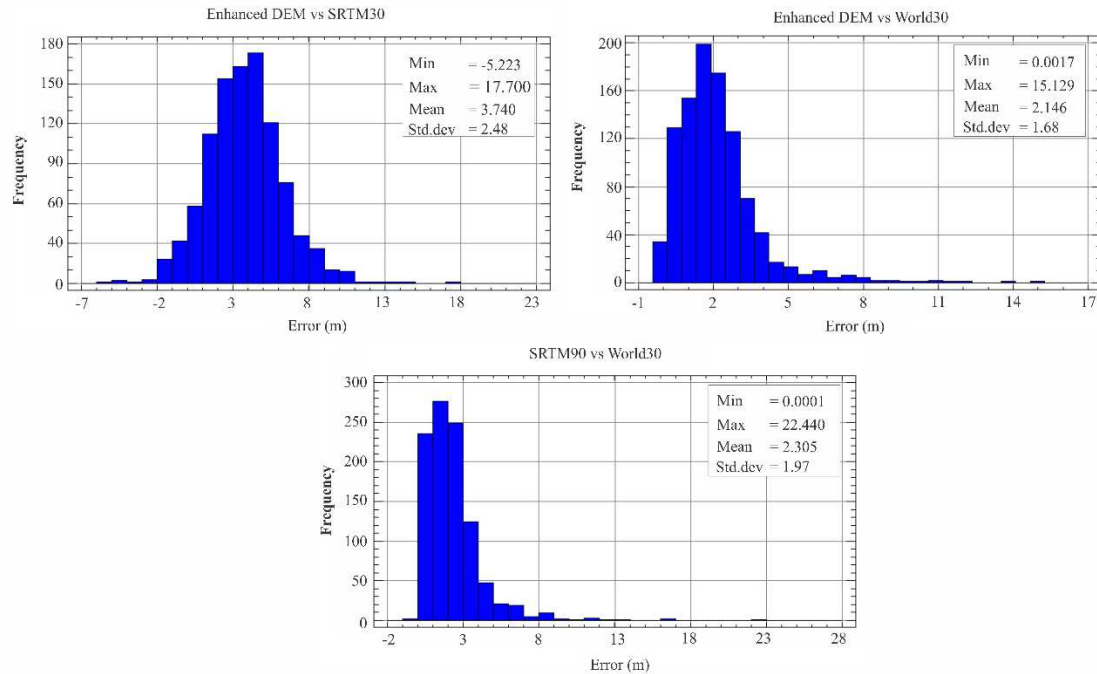 Enhanced DEM vs SRTM30
180
150
120
90
60
40
0
Frequency
Min = -5.223
Max = 17.700
Mean = 3.740
Std.dev = 2.48
-7 -2 3 8 13 18 23
Error (m)
Enhanced DEM vs World30
200
160
120
80
40
0
Frequency
Min = 0.0017
Max = 15.129
Mean = 2.146
Std.dev = 1.68
-1 2 5 8 11 14 17
Error (m)
SRTM90 vs World30
300
250
200
150
100
50
0
Frequency
Min = 0.0001
Max = 22.440
Mean = 2.305
Std.dev = 1.97
-2 3 8 13 23 28
Error (m)